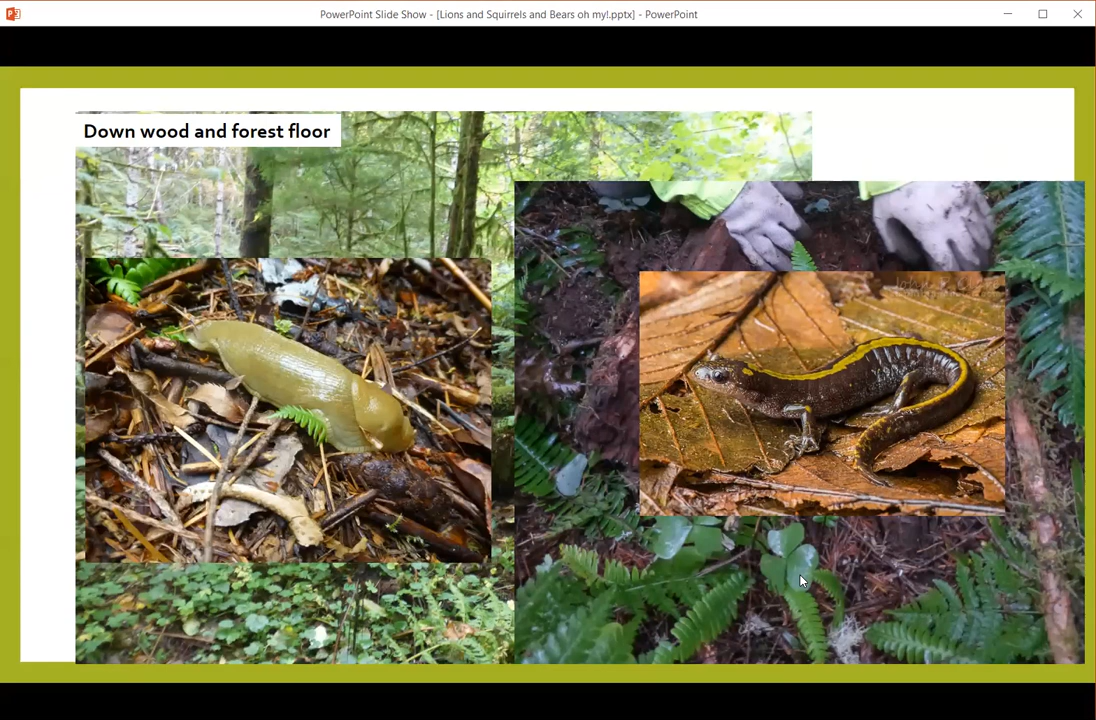 PowerPoint Slide Show - [Lions and Squirrels and Bears oh my!.pptx] - PowerPoint
Down wood and forest floor